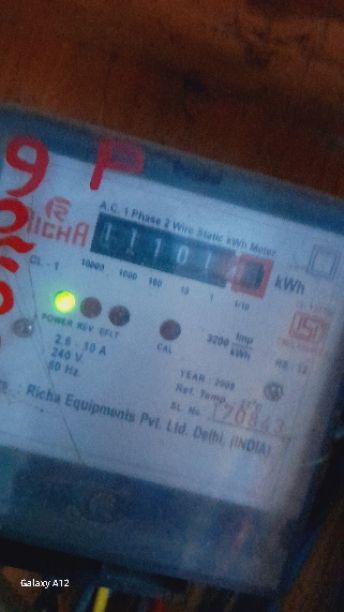 9 P
A.C. 1 Phase 2 Wire Static kWh Meter
RICHA
kWh
CL - 1
10000 1000 100 10 1 1/10
POWER REV EFLT
CAL
3200 Imp/kWh
2.5 - 10 A
240 V
50 Hz
YEARː 2009
Ref. Temp.
SL. No.
Richa Equipments Pvt. Ltd. Delhi, (INDIA)
Galaxy A12